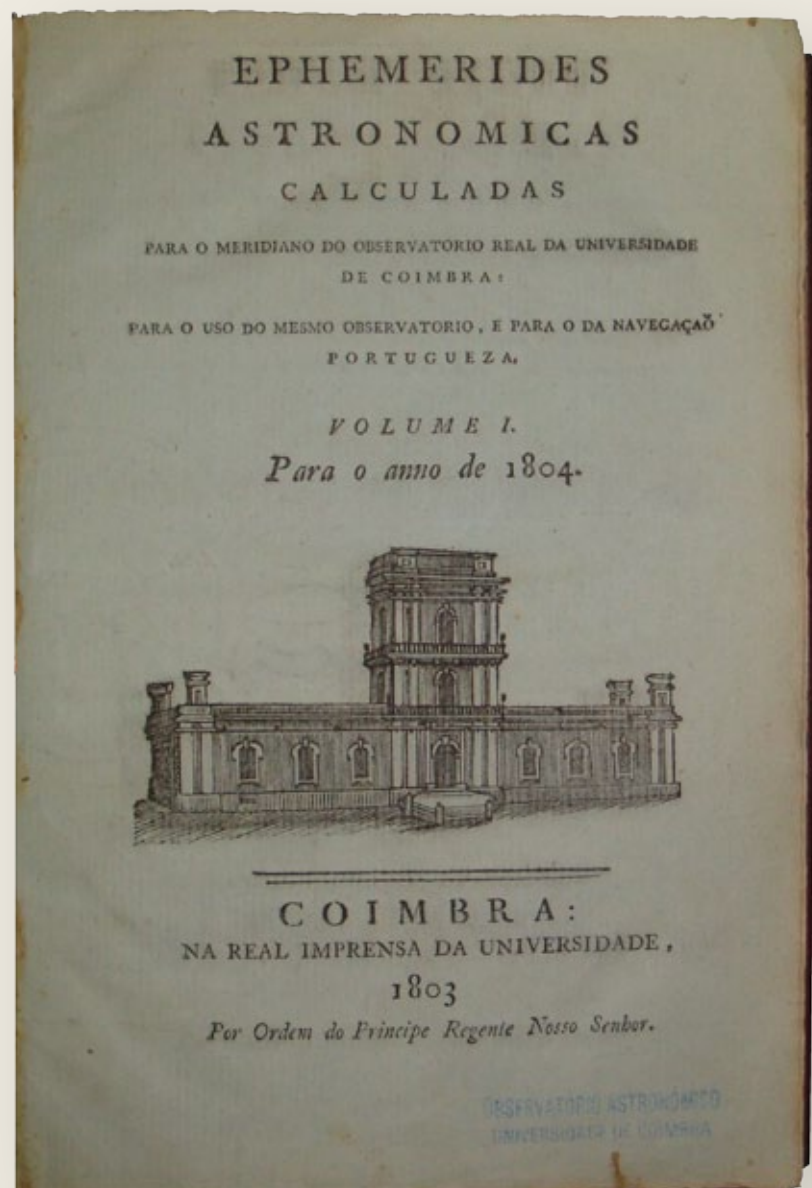 EPHEMERIDES
ASTRONOMICAS
CALCULADAS
PARA O MERIDIANO DO OBSERVATORIO REAL DA UNIVERSIDADE
DE COIMBRA:
PARA O USO DO MESMO OBSERVATORIO, E PARA O DA NAVEGAÇAÕ
PORTUGUEZA.
VOLUME I.
Para o anno de 1804.
COIMBRA:
NA REAL IMPRENSA DA UNIVERSIDADE,
1803
Por Ordem do Principe Regente Nosso Senhor.
OBSERVATÓRIO ASTRONÓMICO
UNIVERSIDADE DE COIMBRA